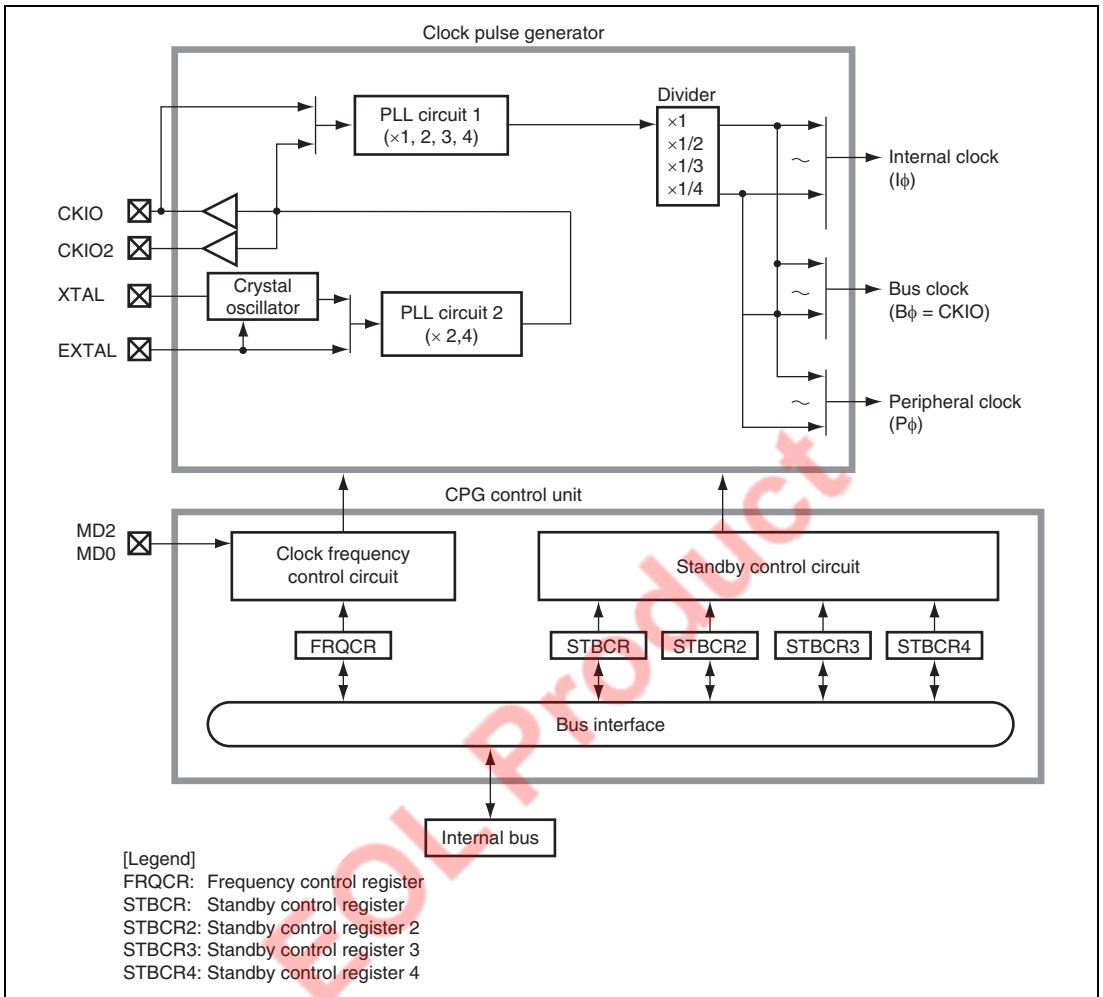 Clock pulse generator
PLL circuit 1
(×1, 2, 3, 4)
Divider
×1
×1/2
×1/3
×1/4
~
Internal clock
(Iϕ)
CKIO
CKIO2
XTAL
Crystal
oscillator
EXTAL
PLL circuit 2
(× 2,4)
~
Bus clock
(Bϕ = CKIO)
~
Peripheral clock
(Pϕ)
CPG control unit
MD2
MD0
Clock frequency
control circuit
Standby control circuit
FRQCR
STBCR
STBCR2
STBCR3
STBCR4
Bus interface
Internal bus
[Legend]
FRQCR: Frequency control register
STBCR: Standby control register
STBCR2: Standby control register 2
STBCR3: Standby control register 3
STBCR4: Standby control register 4
EOL Product